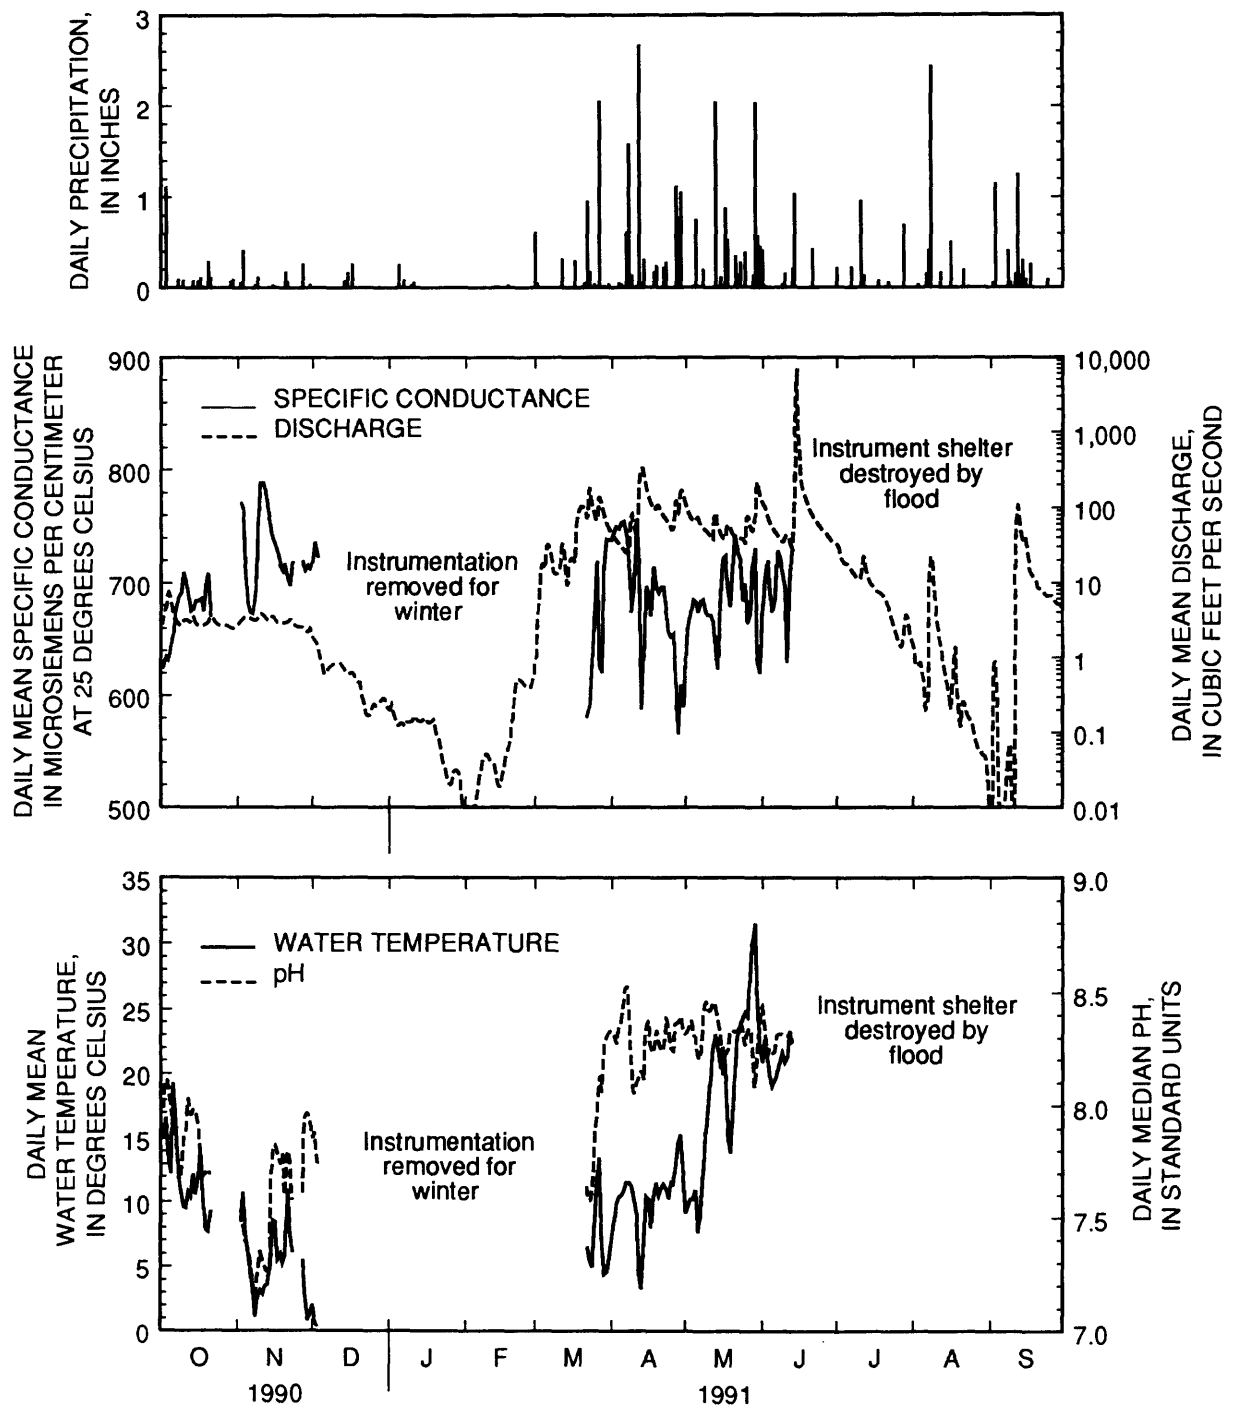 DAILY PRECIPITATION,
IN INCHES
3
2
1
0
DAILY MEAN SPECIFIC CONDUCTANCE
IN MICROSIEMENS PER CENTIMETER
AT 25 DEGREES CELSIUS
900
800
700
600
500
SPECIFIC CONDUCTANCE
DISCHARGE
Instrumentation
removed for
winter
Instrument shelter
destroyed by
flood
10,000
1,000
100
10
1
0.1
0.01
DAILY MEAN DISCHARGE,
IN CUBIC FEET PER SECOND
DAILY MEAN
WATER TEMPERATURE,
IN DEGREES CELSIUS
35
30
25
20
15
10
5
0
WATER TEMPERATURE
pH
Instrumentation
removed for
winter
Instrument shelter
destroyed by
flood
9.0
8.5
8.0
7.5
7.0
DAILY MEDIAN PH,
IN STANDARD UNITS
O N D J F M A M J J A S
1990 1991